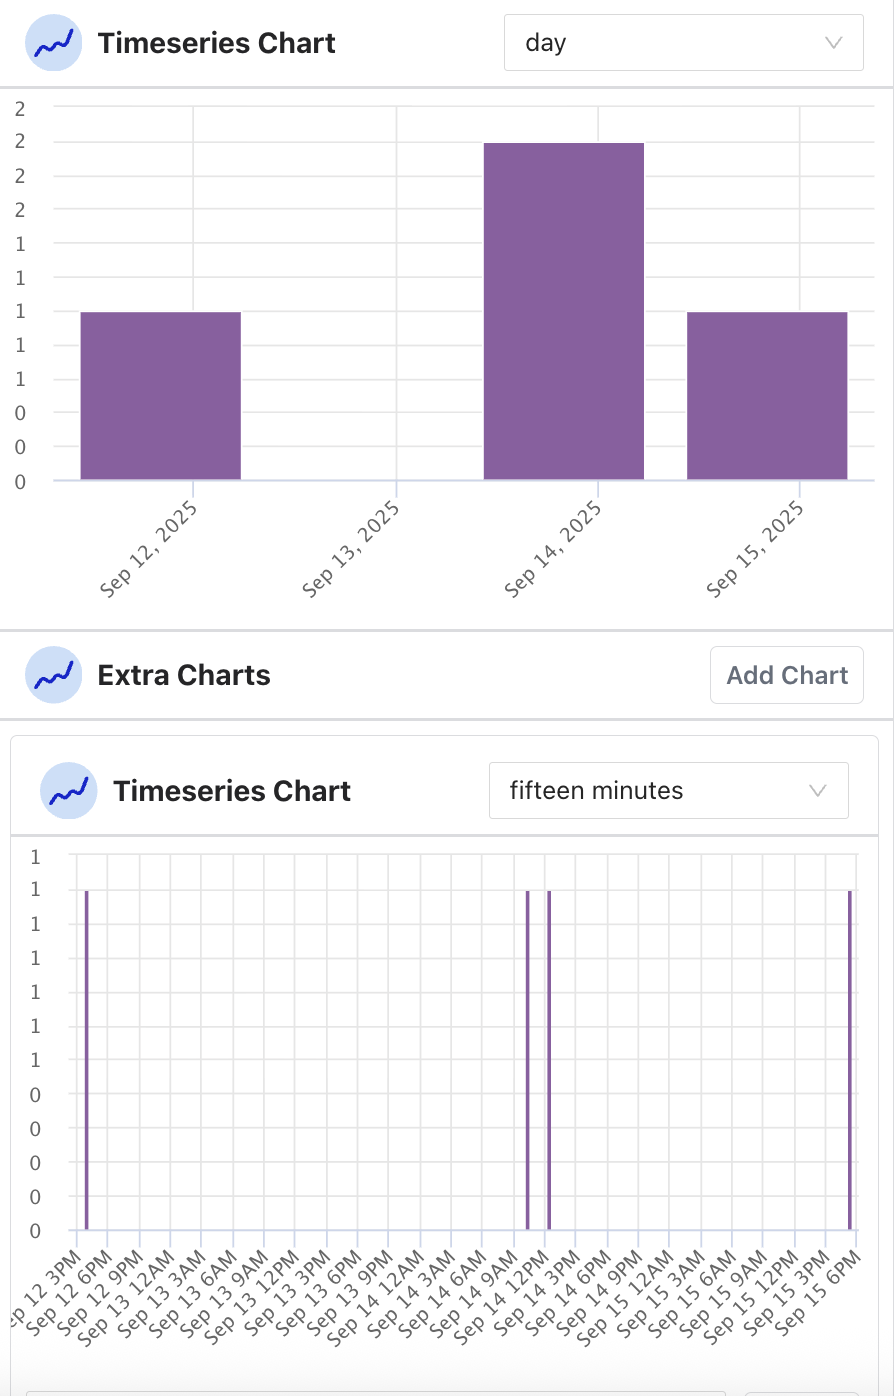 Timeseries Chart
day
2
2
2
2
1
1
1
1
1
0
0
0
Sep 12, 2025
Sep 13, 2025
Sep 14, 2025
Sep 15, 2025
Extra Charts
Add Chart
Timeseries Chart
fifteen minutes
1
1
1
1
1
1
1
0
0
0
0
0
ep 12 3PM
Sep 12 6PM
Sep 12 9PM
Sep 13 12AM
Sep 13 3AM
Sep 13 6AM
Sep 13 9AM
Sep 13 12PM
Sep 13 3PM
Sep 13 6PM
Sep 13 9PM
Sep 14 12AM
Sep 14 3AM
Sep 14 6AM
Sep 14 9AM
Sep 14 12PM
Sep 14 3PM
Sep 14 6PM
Sep 14 9PM
Sep 15 12AM
Sep 15 3AM
Sep 15 6AM
Sep 15 9AM
Sep 15 12PM
Sep 15 3PM
Sep 15 6PM